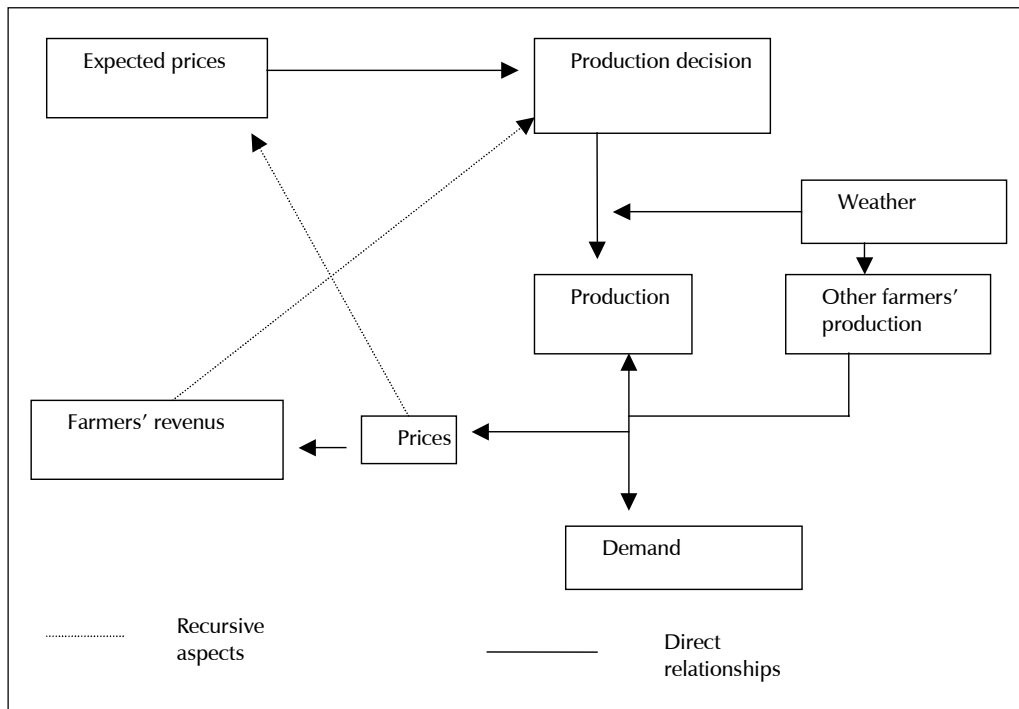 Expected prices
Production decision
Weather
Production
Other farmers’
production
Farmers’ revenus
Prices
Demand
Recursive
aspects
Direct
relationships